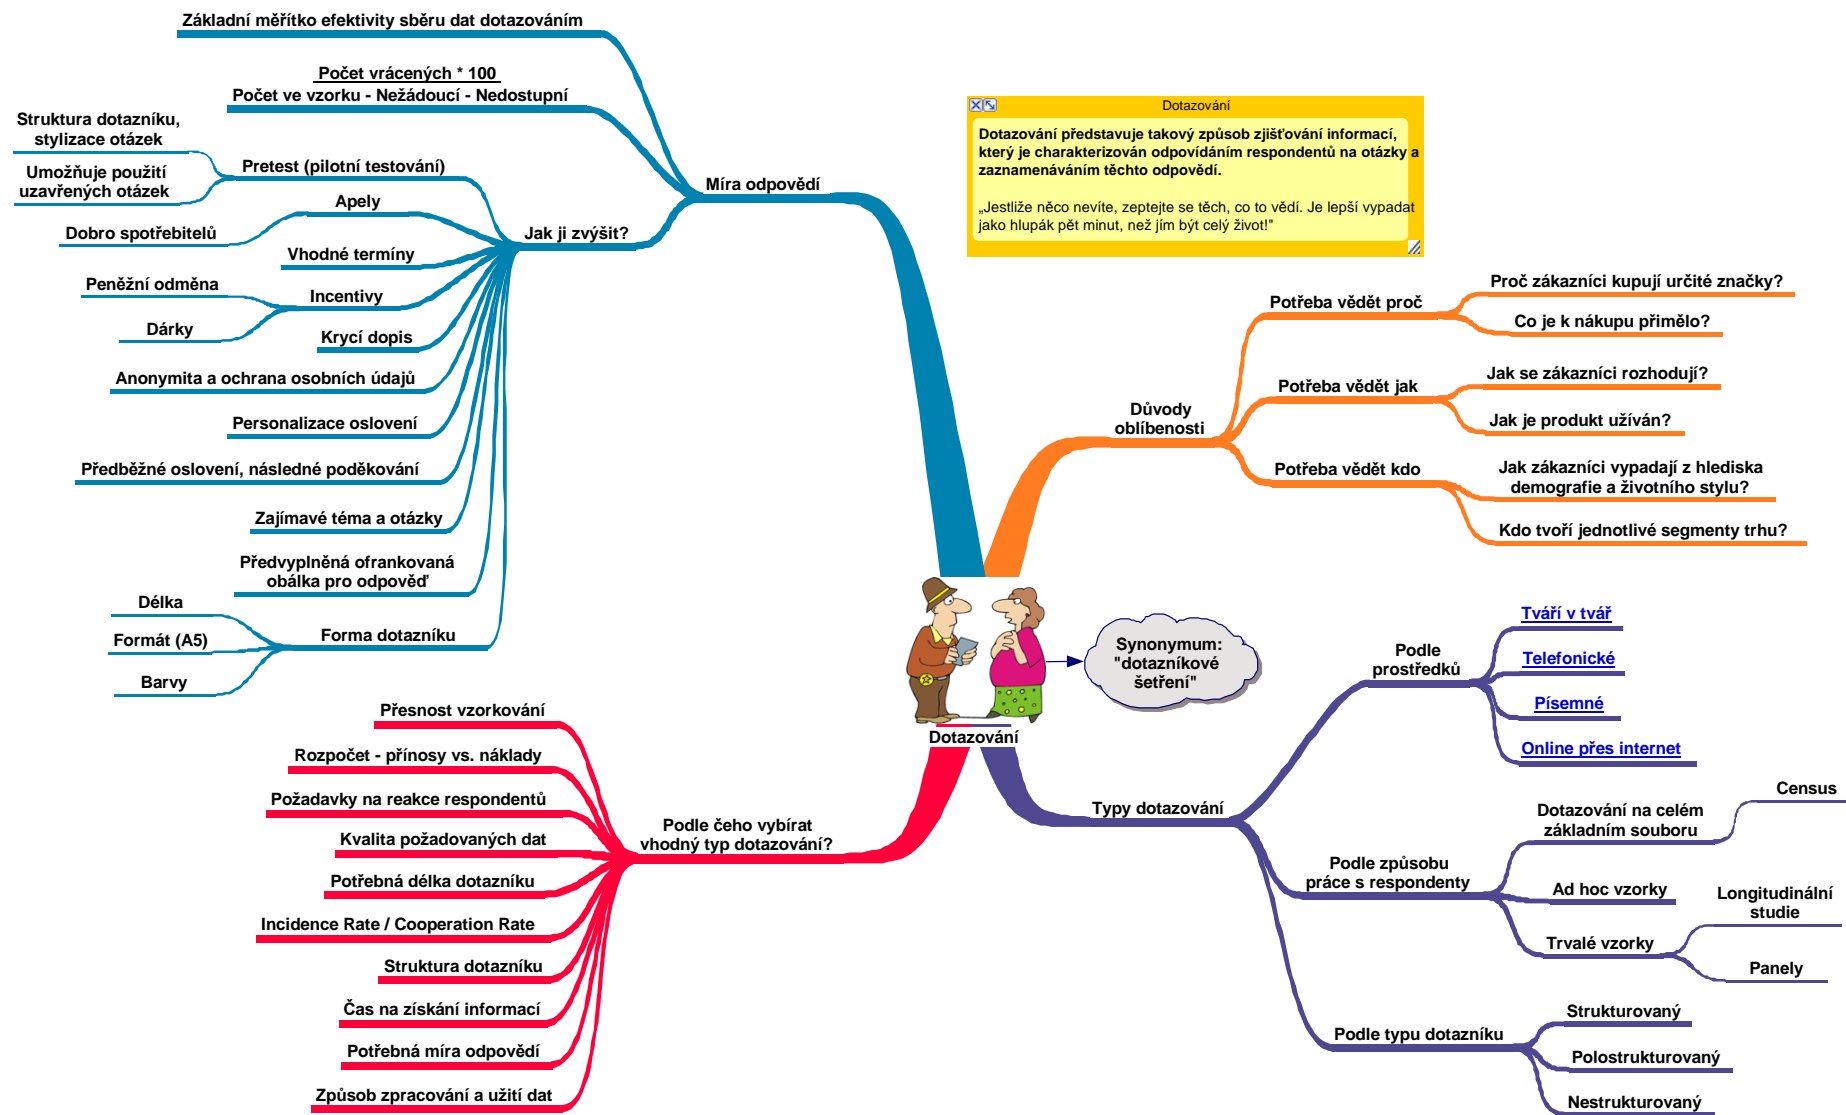 Základní měřítko efektivity sběru dat dotazováním
Počet vrácených * 100
Počet ve vzorku - Nežádoucí - Nedostupní
Míra odpovědí
Jak ji zvýšit?
Pretest (pilotní testování)
Struktura dotazníku,
stylizace otázek
Umožňuje použití
uzavřených otázek
Apely
Dobro spotřebitelů
Vhodné termíny
Incentivy
Peněžní odměna
Dárky
Krycí dopis
Anonymita a ochrana osobních údajů
Personalizace oslovení
Předběžné oslovení, následné poděkování
Zajímavé téma a otázky
Předvyplněná ofrankovaná
obálka pro odpověď
Forma dotazníku
Délka
Formát (A5)
Barvy
Dotazování
Dotazování představuje takový způsob zjišťování informací,
který je charakterizován odpovídáním respondentů na otázky a
zaznamenáváním těchto odpovědí.
„Jestliže něco nevíte, zeptejte se těch, co to vědí. Je lepší vypadat
jako hlupák pět minut, než jím být celý život!"
Důvody
oblíbenosti
Potřeba vědět proč
Proč zákazníci kupují určité značky?
Co je k nákupu přimělo?
Potřeba vědět jak
Jak se zákazníci rozhodují?
Jak je produkt užíván?
Potřeba vědět kdo
Jak zákazníci vypadají z hlediska
demografie a životního stylu?
Kdo tvoří jednotlivé segmenty trhu?
Synonymum:
"dotazníkové
šetření"
Dotazování
Typy dotazování
Podle
prostředků
Tváří v tvář
Telefonické
Písemné
Online přes internet
Podle způsobu
práce s respondenty
Dotazování na celém
základním souboru
Census
Ad hoc vzorky
Trvalé vzorky
Longitudinální
studie
Panely
Podle typu dotazníku
Strukturovaný
Polostrukturovaný
Nestrukturovaný
Podle čeho vybírat
vhodný typ dotazování?
Přesnost vzorkování
Rozpočet - přínosy vs. náklady
Požadavky na reakce respondentů
Kvalita požadovaných dat
Potřebná délka dotazníku
Incidence Rate / Cooperation Rate
Struktura dotazníku
Čas na získání informací
Potřebná míra odpovědí
Způsob zpracování a užití dat